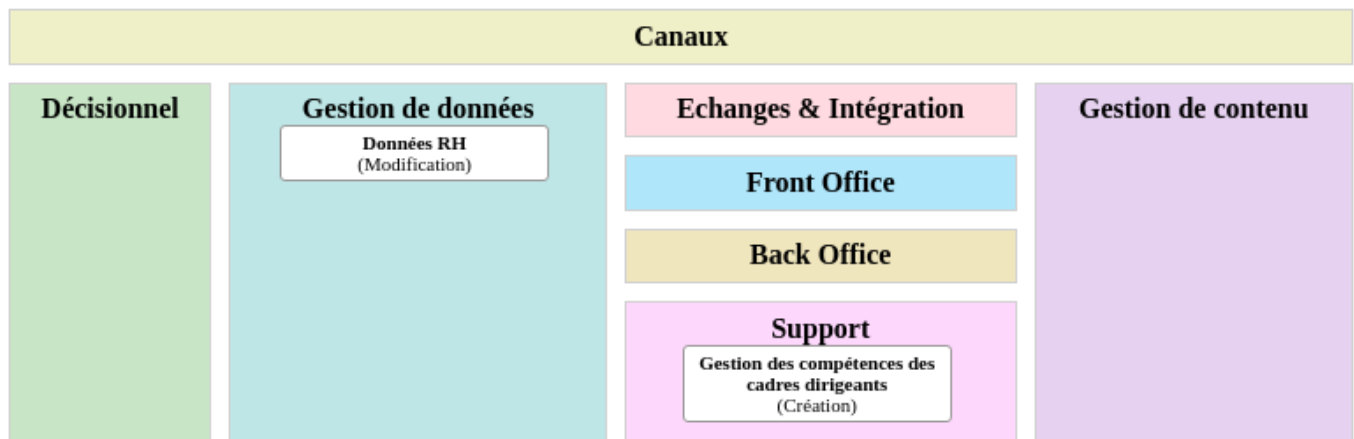 Canaux
Décisionnel
Gestion de données
Données RH
(Modification)
Echanges & Intégration
Front Office
Back Office
Support
Gestion des compétences des
cadres dirigeants
(Création)
Gestion de contenu